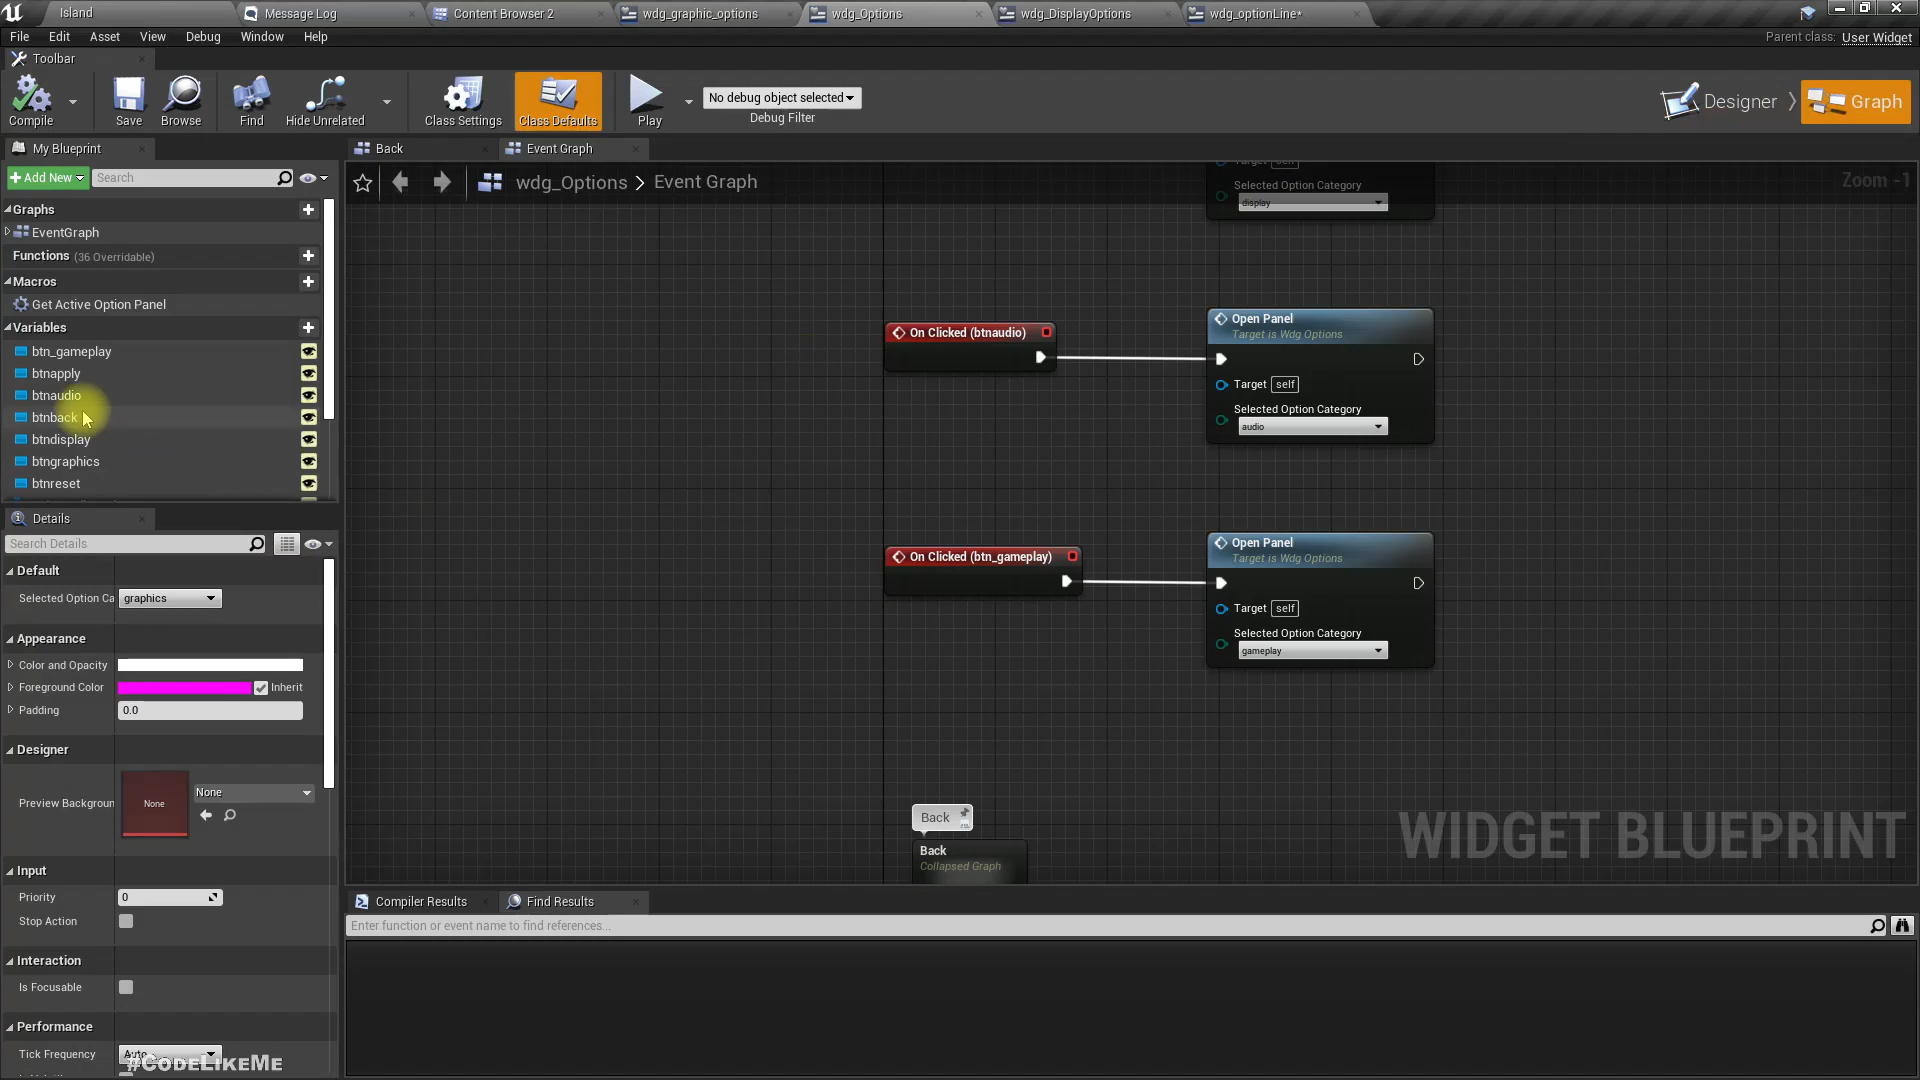 Island
Message Log
Content Browser 2
wdg_graphic_options
wdg_Options
wdg_DisplayOptions
wdg_optionLine*
File Edit Asset View Debug Window Help
Parent class: User Widget
Toolbar
Compile
Save
Browse
Find
Hide Unrelated
Class Settings
Class Defaults
Play
No debug object selected
Debug Filter
Designer
Graph
My Blueprint
Back
Event Graph
Add New
Search
wdg_Options > Event Graph
Zoom -1
Graphs
EventGraph
Functions (36 Overridable)
Macros
Get Active Option Panel
Variables
btn_gameplay
btnapply
btnaudio
btnback
btndisplay
btngraphics
btnreset
Selected Option Category
display
On Clicked (btnaudio)
Open Panel
Target is Wdg Options
Target self
Selected Option Category
audio
On Clicked (btn_gameplay)
Open Panel
Target is Wdg Options
Target self
Selected Option Category
gameplay
Back
Back
Collapsed Graph
WIDGET BLUEPRINT
Details
Search Details
Default
Selected Option Ca graphics
Appearance
Color and Opacity
Foreground Color Inherit
Padding 0.0
Designer
Preview Backgroun None None
Input
Priority 0
Stop Action
Interaction
Is Focusable
Performance
Tick Frequency Auto
#CodeLikeMe
Compiler Results
Find Results
Enter function or event name to find references...